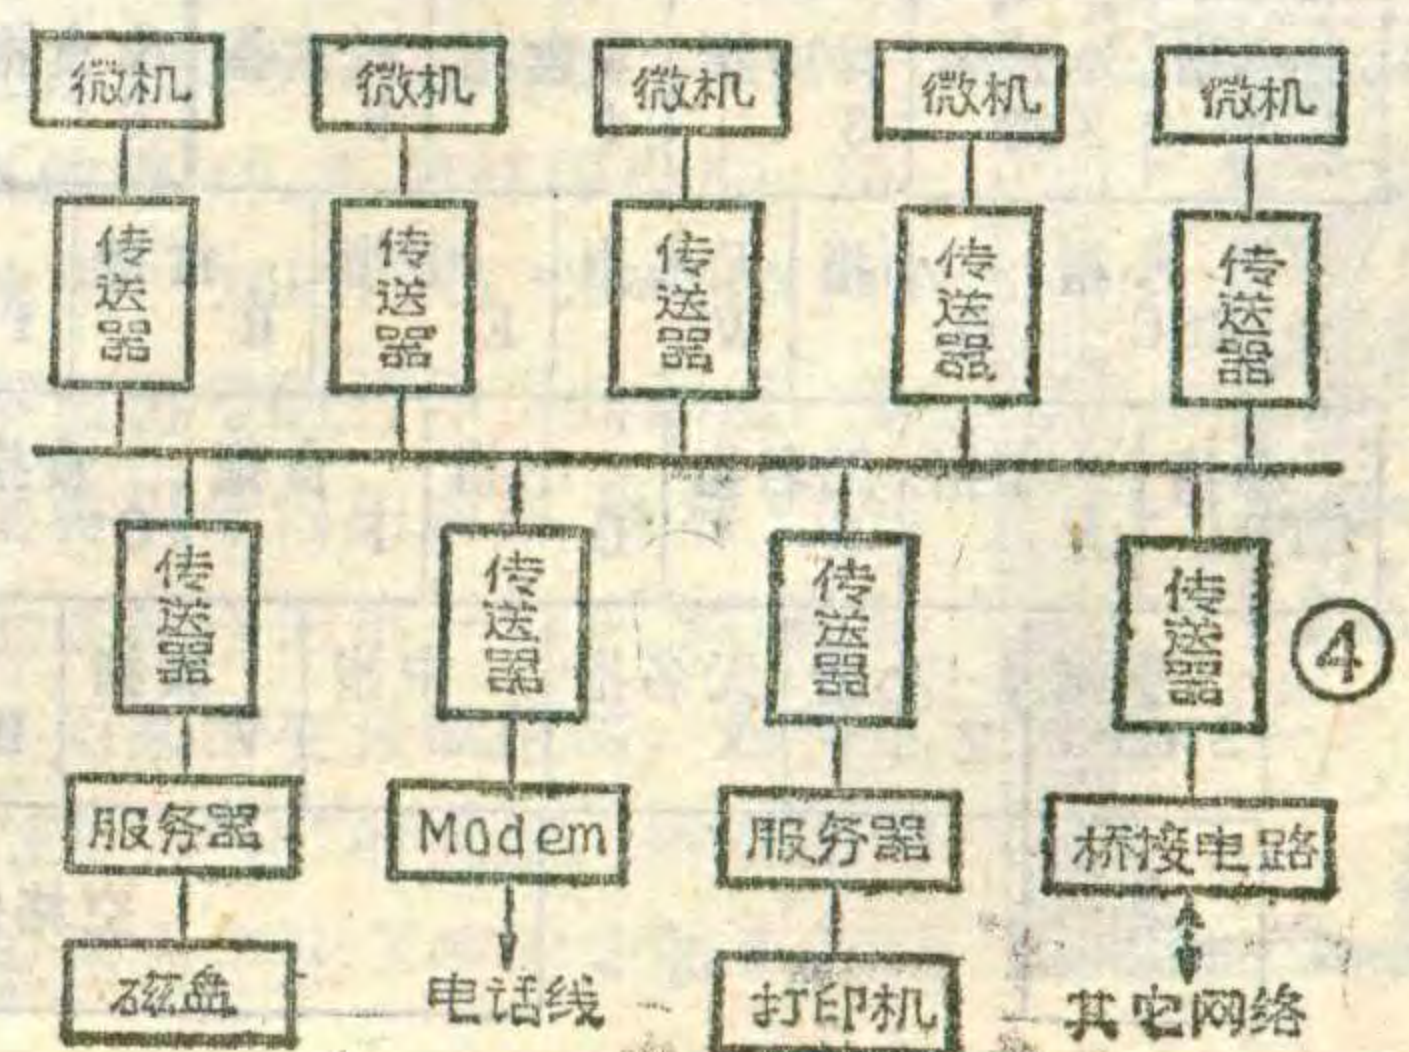 微机 微机 微机 微机 微机
传送器 传送器 传送器 传送器 传送器
传送器 传送器 传送器 传送器
④
服务器 Modem 服务器 桥接电路
磁盘 电话线 打印机 其它网络